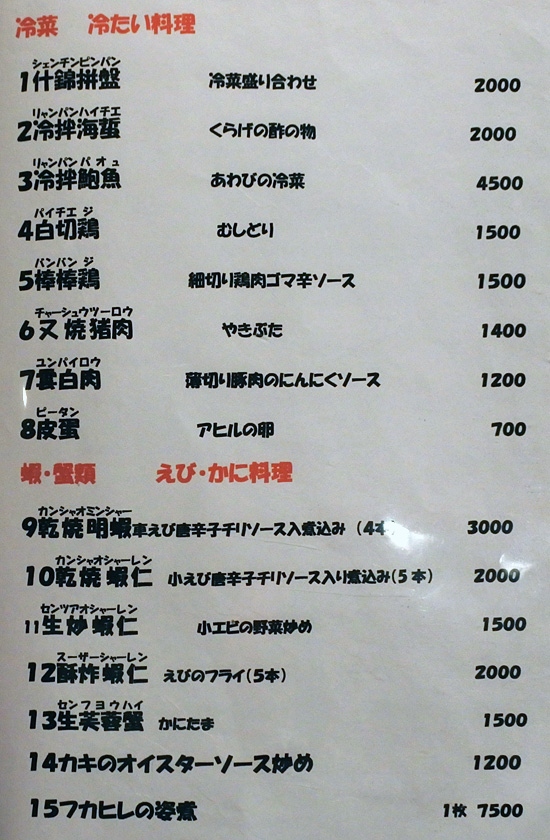 冷菜 冷たい料理
シェンチンピンパン
1什錦拼盤 冷菜盛り合わせ 2000
リャンバンハイチエ
2冷拌海蜇 くらげの酢の物 2000
リャンバン パ オ ュ
3冷拌鮑魚 あわびの冷菜 4500
パイチエ ジ
4白切鶏 むしどり 1500
バンバン ジ
5棒棒鶏 細切り鶏肉ゴマ辛ソース 1500
チャーシュウツーロウ
6叉焼猪肉 やきぶた 1400
ユンパイロウ
7雲白肉 薄切り豚肉のにんにくソース 1200
ピータン
8皮蛋 アヒルの卵 700
蝦・蟹類 えび・かに料理
カンシャオミンシャー
9乾焼明蝦 車えび唐辛子チリソース入煮込み (4本) 3000
カンシャオシャーレン
10乾焼蝦仁 小えび唐辛子チリソース入り煮込み(5本) 2000
センツアオシャーレン
11生炒蝦仁 小エビの野菜炒め 1500
スーザーシャーレン
12酥炸蝦仁 えびのフライ(5本) 2000
センフヨウハイ
13生芙蓉蟹 かにたま 1500
14カキのオイスターソース炒め 1200
15フカヒレの姿煮 1枚 7500